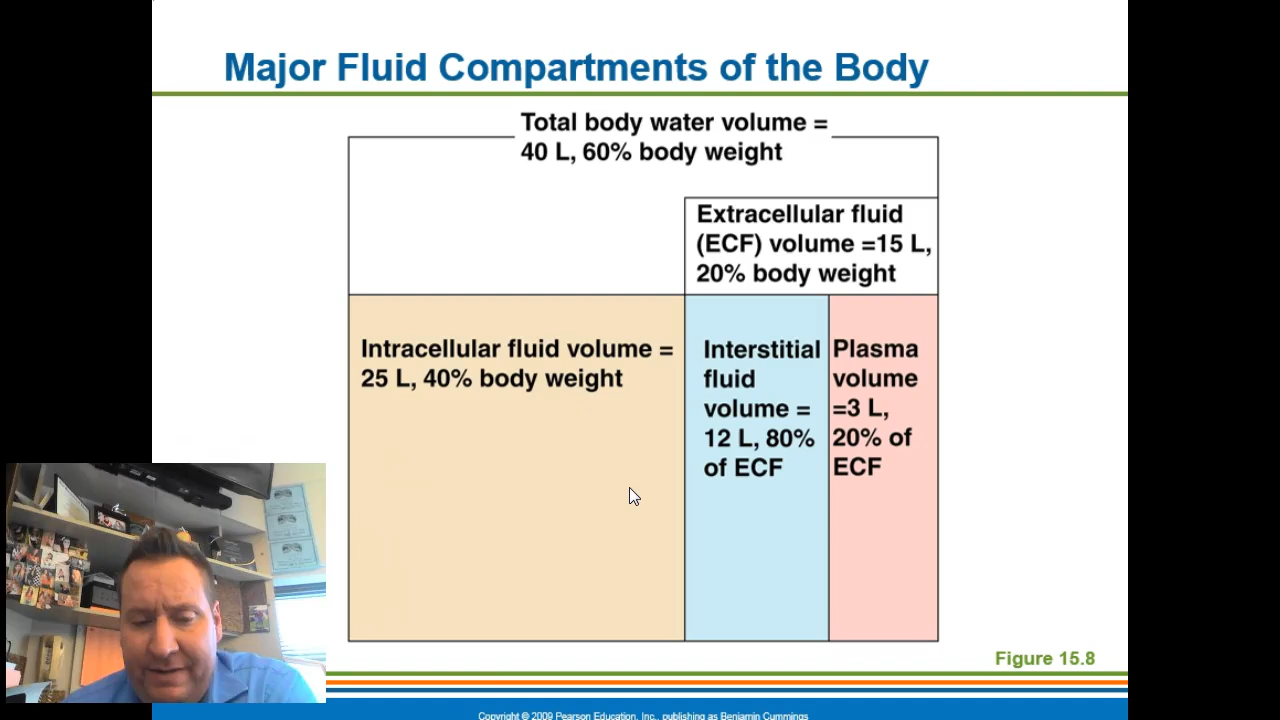 Major Fluid Compartments of the Body
Total body water volume =
40 L, 60% body weight
Extracellular fluid
(ECF) volume =15 L,
20% body weight
Intracellular fluid volume =
25 L, 40% body weight
Interstitial
fluid
volume =
12 L, 80%
of ECF
Plasma
volume
=3 L,
20% of
ECF
Figure 15.8
Copyright © 2009 Pearson Education, Inc., publishing as Benjamin Cummings